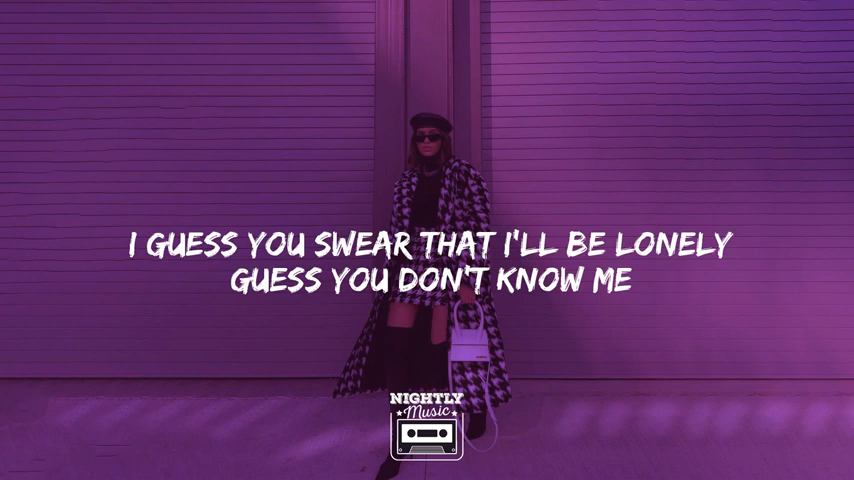 I GUESS YOU SWEAR THAT I'LL BE LONELY
GUESS YOU DON'T KNOW ME
NIGHTLY
Music